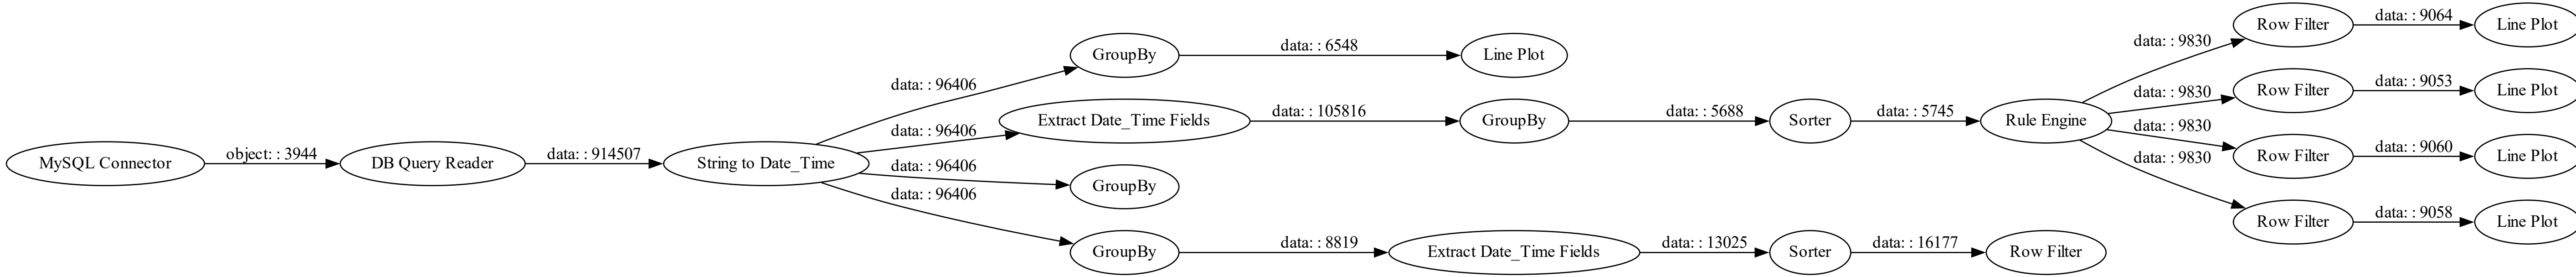 MySQL Connector
object: : 3944
DB Query Reader
data: : 914507
String to Date_Time
data: : 96406
GroupBy
data: : 6548
Line Plot
data: : 96406
Extract Date_Time Fields
data: : 105816
GroupBy
data: : 5688
Sorter
data: : 5745
Rule Engine
data: : 9830
Row Filter
data: : 9064
Line Plot
data: : 9830
Row Filter
data: : 9053
Line Plot
data: : 9830
Row Filter
data: : 9060
Line Plot
data: : 9830
Row Filter
data: : 9058
Line Plot
data: : 96406
GroupBy
data: : 96406
GroupBy
data: : 8819
Extract Date_Time Fields
data: : 13025
Sorter
data: : 16177
Row Filter